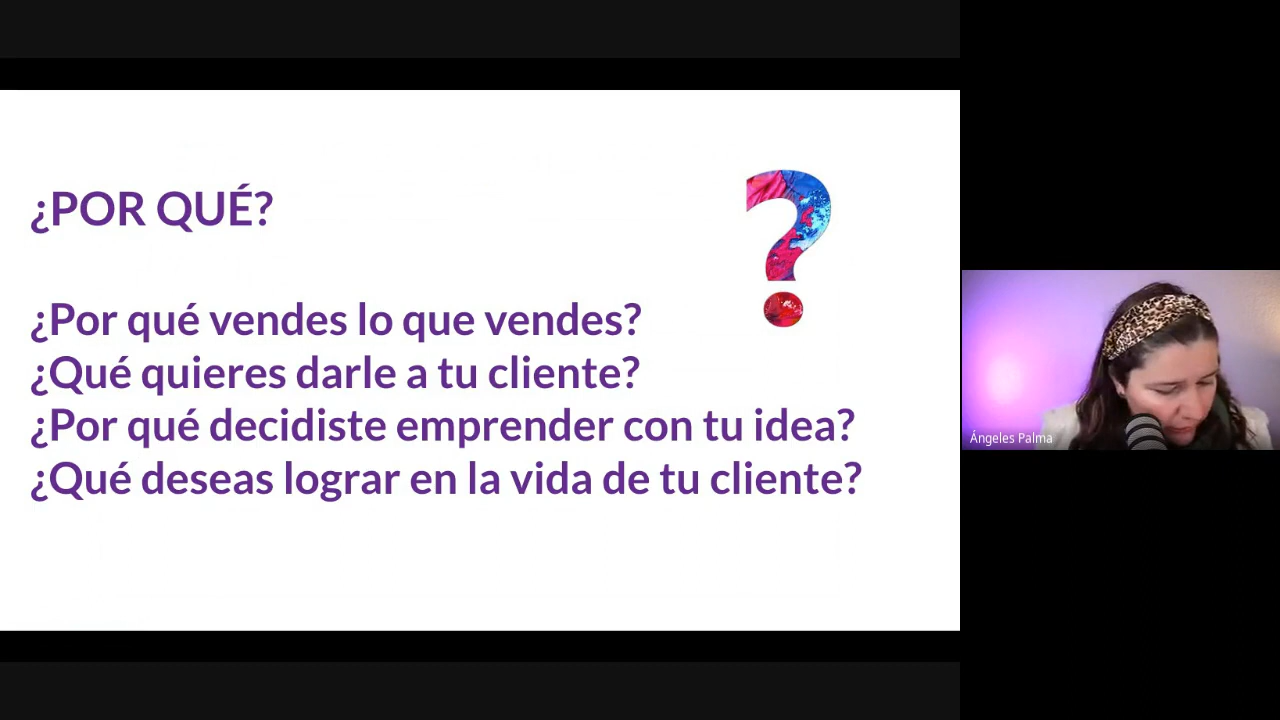 ¿POR QUÉ?
¿Por qué vendes lo que vendes?
¿Qué quieres darle a tu cliente?
¿Por qué decidiste emprender con tu idea?
¿Qué deseas lograr en la vida de tu cliente?
Ángeles Palma